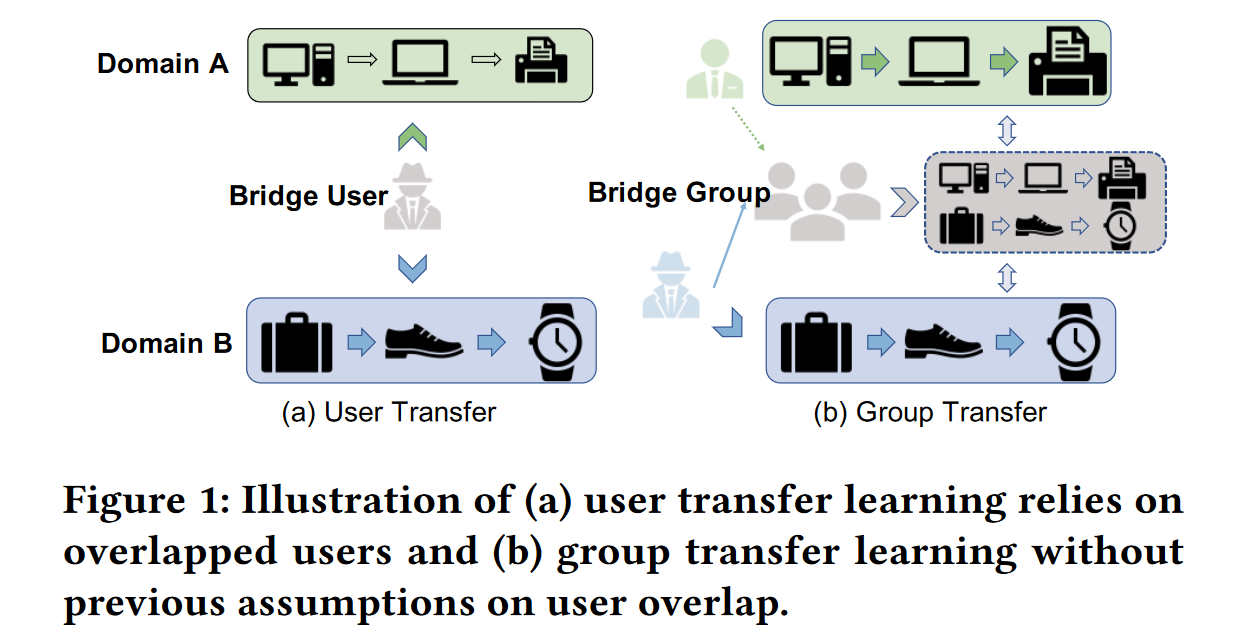 Domain A
Bridge User
Bridge Group
Domain B
(a) User Transfer
(b) Group Transfer
Figure 1: Illustration of (a) user transfer learning relies on
overlapped users and (b) group transfer learning without
previous assumptions on user overlap.